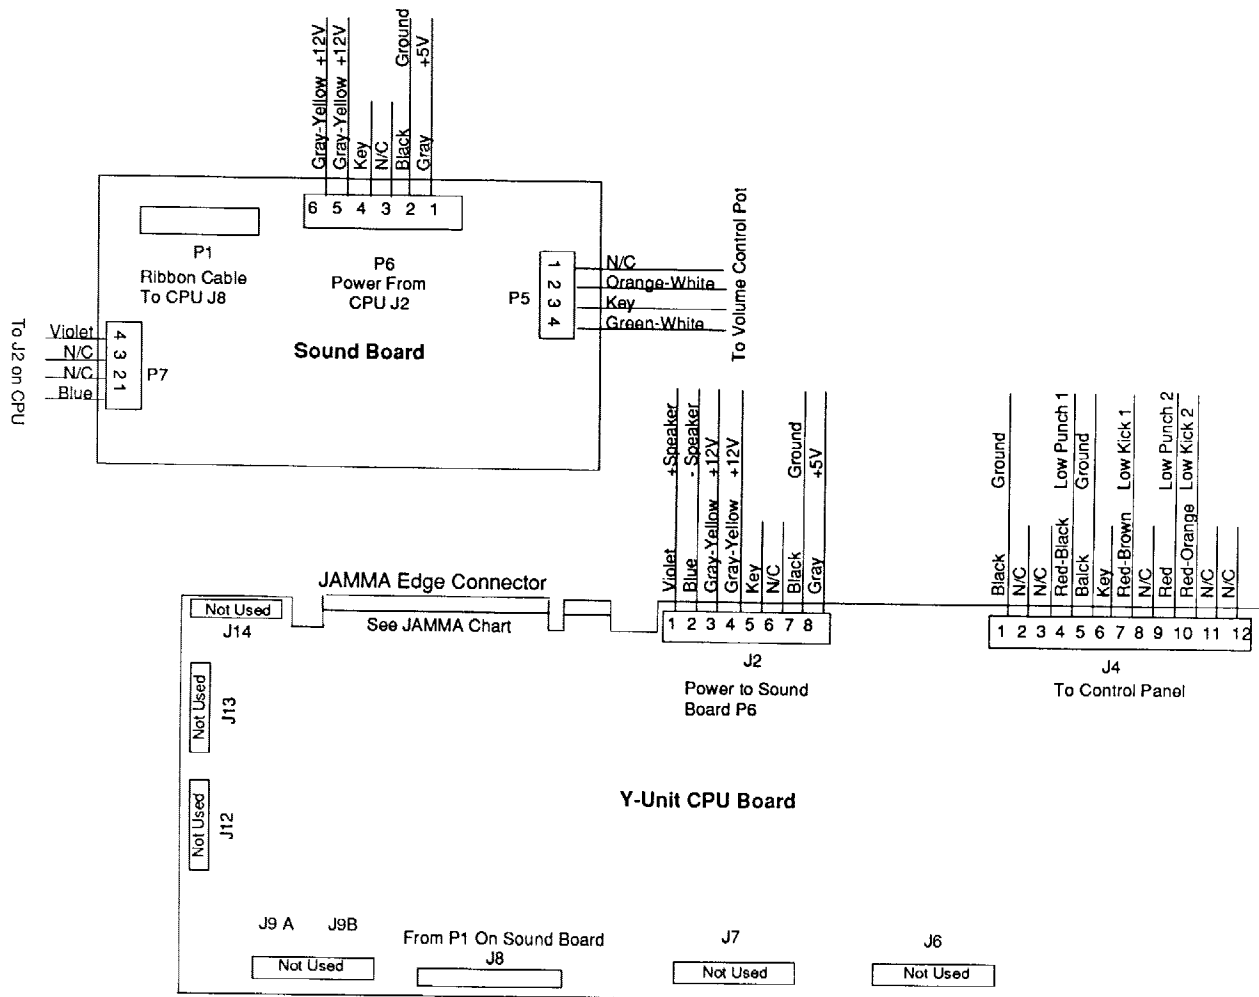 Gray-Yellow +12V
Gray-Yellow +12V
Key
N/C
Black Ground
Gray +5V
6 5 4 3 2 1
P1
Ribbon Cable
To CPU J8
P6
Power From
CPU J2
P5
1 N/C
2 Orange-White
3 Key
4 Green-White
To Volume Control Pot
Sound Board
To J2 on CPU
Violet 4
N/C 3
N/C 2
Blue 1
P7
Violet +Speaker
Blue - Speaker
Gray-Yellow +12V
Gray-Yellow +12V
Key
N/C
Black Ground
Gray +5V
1 2 3 4 5 6 7 8
J2
Power to Sound
Board P6
Black Ground
N/C
N/C
Red-Black Low Punch 1
Balck Ground
Key
Red-Brown Low Kick 1
N/C
Red Low Punch 2
Red-Orange Low Kick 2
N/C
N/C
1 2 3 4 5 6 7 8 9 10 11 12
J4
To Control Panel
JAMMA Edge Connector
See JAMMA Chart
Not Used
J14
Not Used
J13
Not Used
J12
Y-Unit CPU Board
J9 A J9B
Not Used
From P1 On Sound Board
J8
J7
Not Used
J6
Not Used